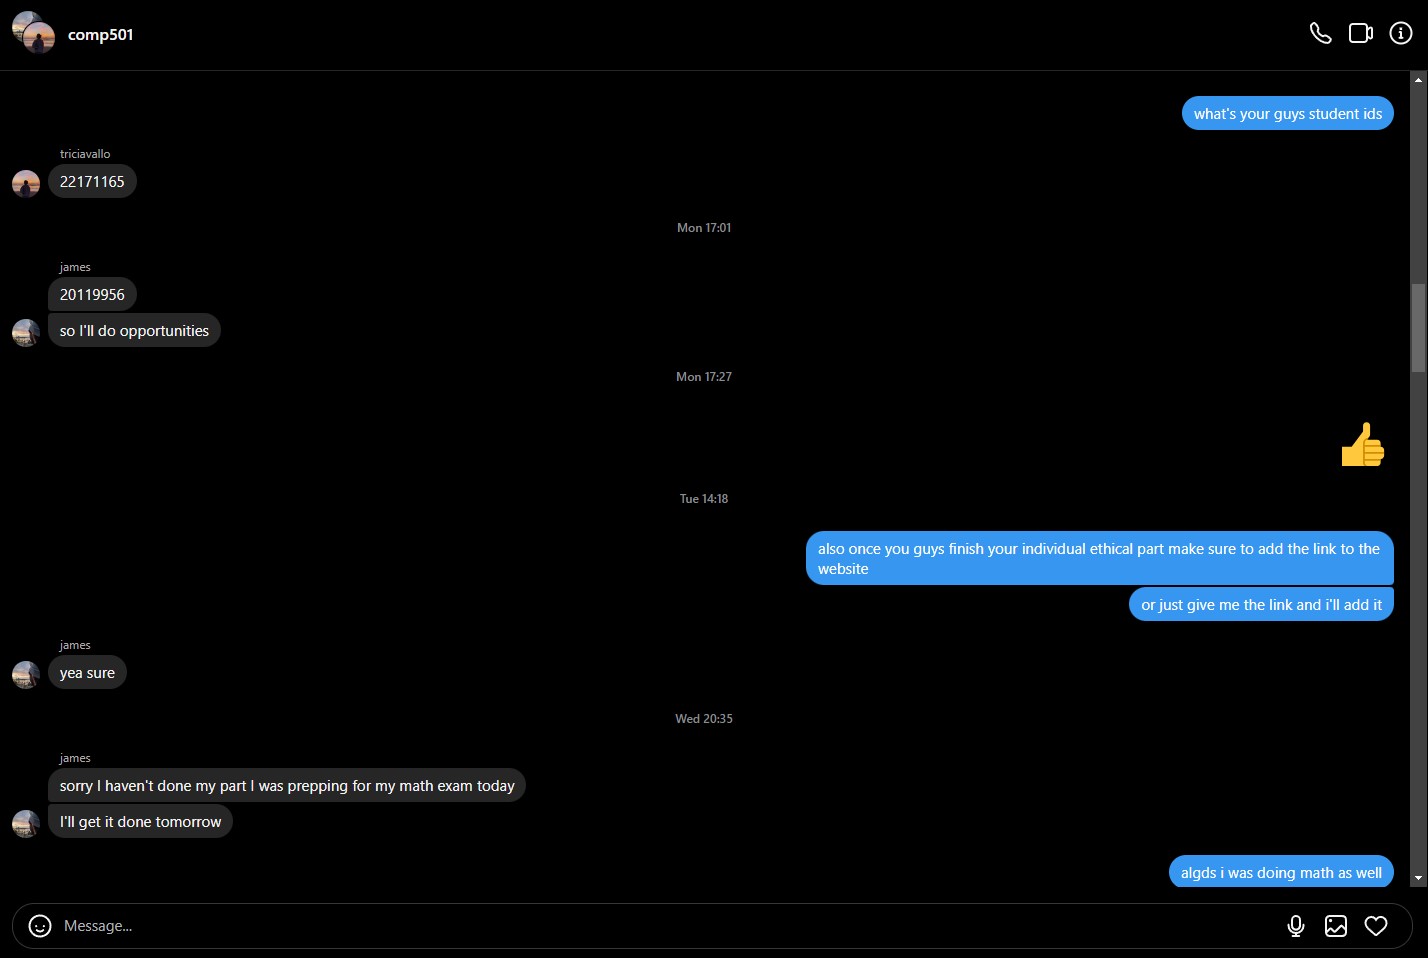 comp501
what's your guys student ids
triciavallo
22171165
Mon 17:01
james
20119956
so I'll do opportunities
Mon 17:27
Tue 14:18
also once you guys finish your individual ethical part make sure to add the link to the
website
or just give me the link and i'll add it
james
yea sure
Wed 20:35
james
sorry I haven't done my part I was prepping for my math exam today
I'll get it done tomorrow
algds i was doing math as well
Message...